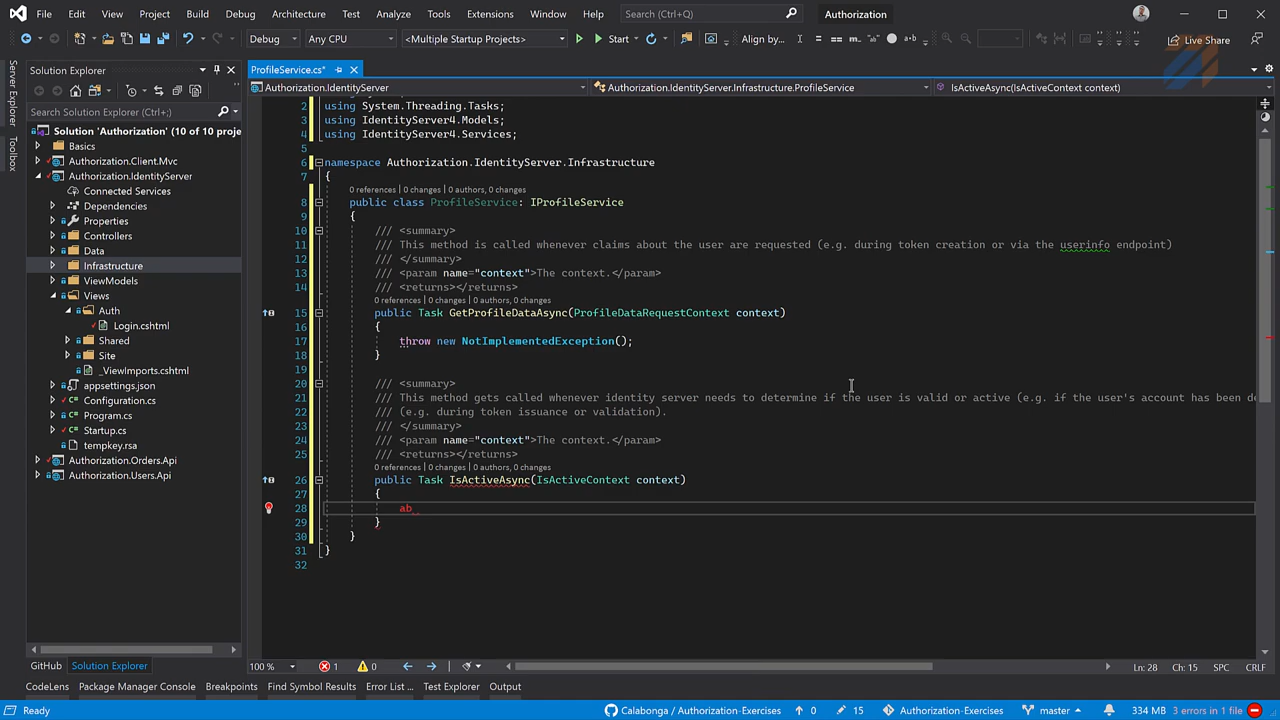 File Edit View Project Build Debug Architecture Test Analyze Tools Extensions Window Help Search (Ctrl+Q) Authorization
Debug Any CPU <Multiple Startup Projects> Start Align by... Live Share
Server Explorer
Toolbox
Solution Explorer
Search Solution Explorer (Ctrl+;)
Solution 'Authorization' (10 of 10 proje
Basics
Authorization.Client.Mvc
Authorization.IdentityServer
Connected Services
Dependencies
Properties
Controllers
Data
Infrastructure
ViewModels
Views
Auth
Login.cshtml
Shared
Site
_ViewImports.cshtml
appsettings.json
Configuration.cs
Program.cs
Startup.cs
tempkey.rsa
Authorization.Orders.Api
Authorization.Users.Api
GitHub Solution Explorer
ProfileService.cs*
Authorization.IdentityServer Authorization.IdentityServer.Infrastructure.ProfileService IsActiveAsync(IsActiveContext context)
2 using System.Threading.Tasks;
3 using IdentityServer4.Models;
4 using IdentityServer4.Services;
5
6 namespace Authorization.IdentityServer.Infrastructure
7 {
0 references | 0 changes | 0 authors, 0 changes
8 public class ProfileService: IProfileService
9 {
10 /// <summary>
11 /// This method is called whenever claims about the user are requested (e.g. during token creation or via the userinfo endpoint)
12 /// </summary>
13 /// <param name="context">The context.</param>
14 /// <returns></returns>
0 references | 0 changes | 0 authors, 0 changes
15 public Task GetProfileDataAsync(ProfileDataRequestContext context)
16 {
17 throw new NotImplementedException();
18 }
19
20 /// <summary>
21 /// This method gets called whenever identity server needs to determine if the user is valid or active (e.g. if the user's account has been de
22 /// (e.g. during token issuance or validation).
23 /// </summary>
24 /// <param name="context">The context.</param>
25 /// <returns></returns>
0 references | 0 changes | 0 authors, 0 changes
26 public Task IsActiveAsync(IsActiveContext context)
27 {
28 ab
29 }
30 }
31 }
32
100 % 1 0 Ln: 28 Ch: 15 SPC CRLF
CodeLens Package Manager Console Breakpoints Find Symbol Results Error List ... Test Explorer Output
Ready Calabonga / Authorization-Exercises 0 15 Authorization-Exercises master 334 MB 3 errors in 1 file